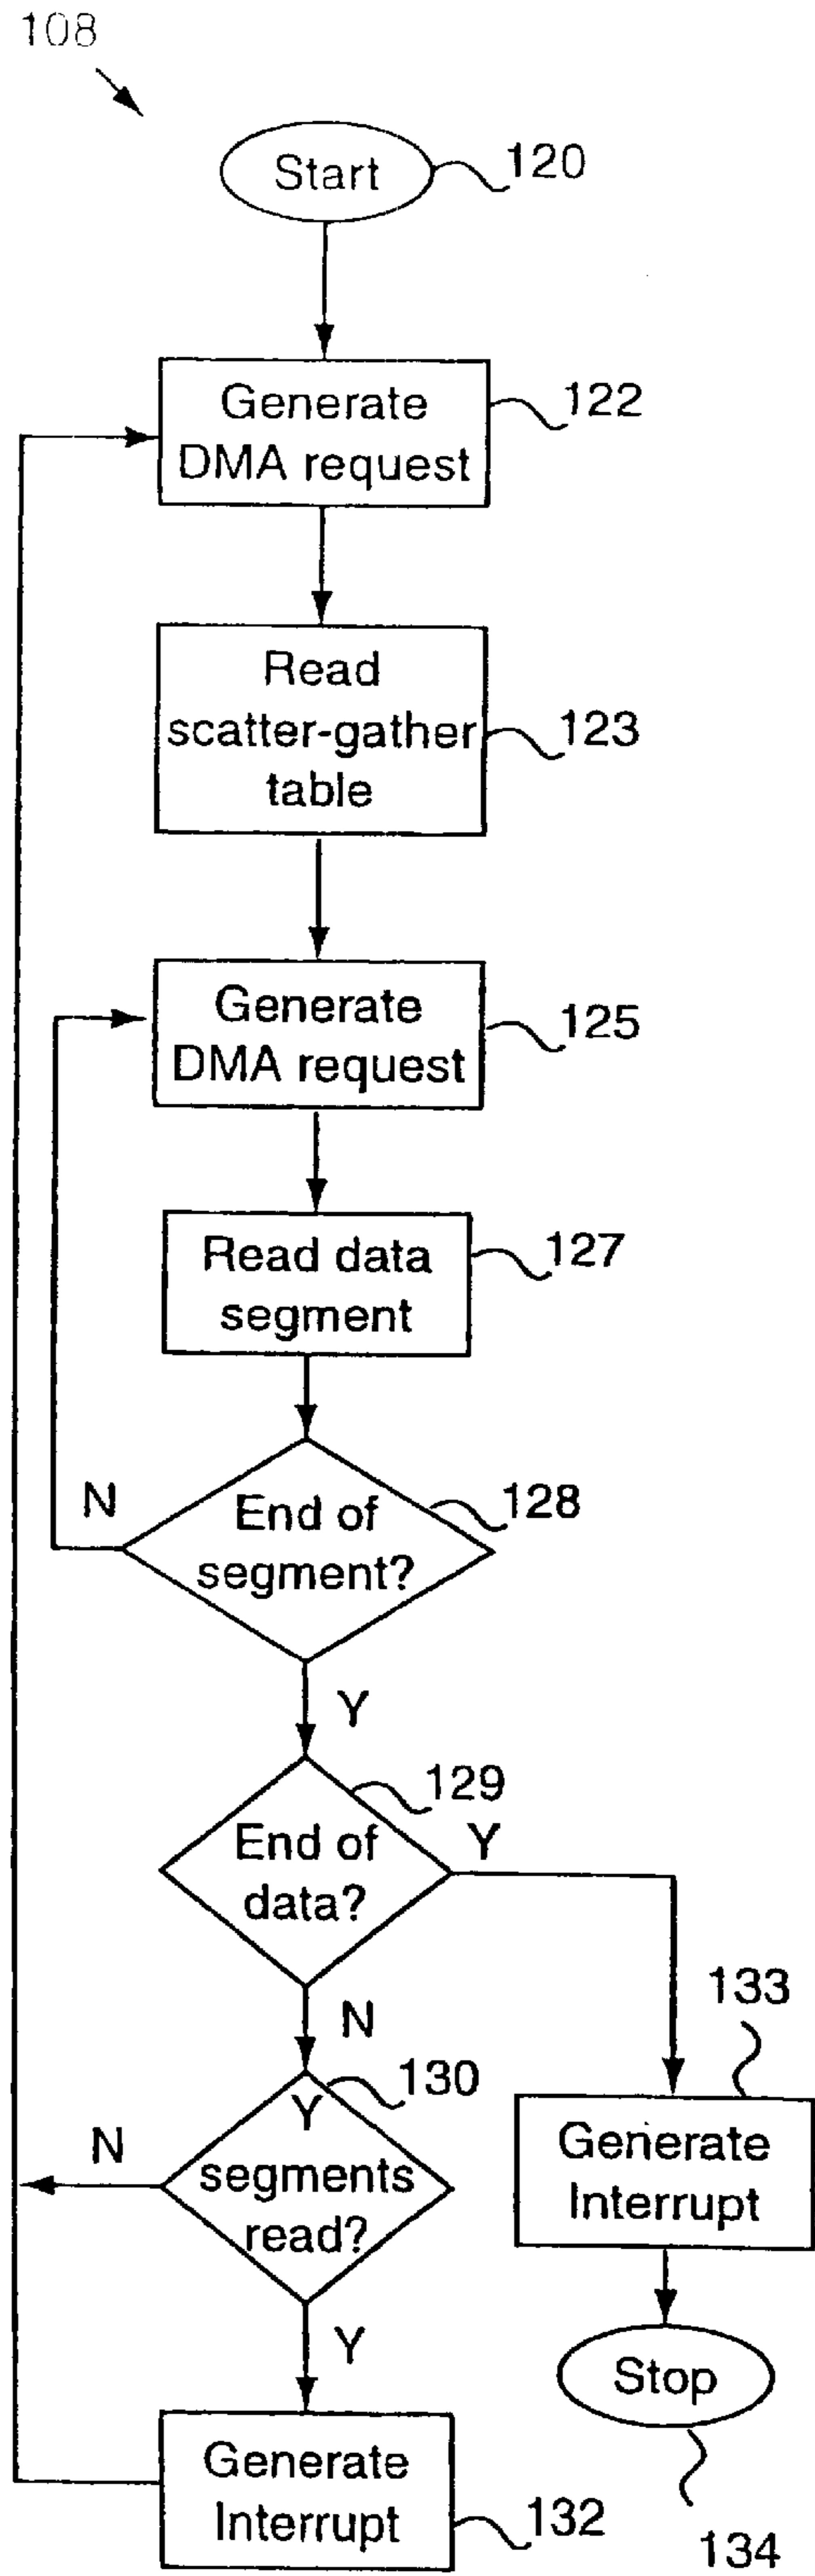 108
Start
120
Generate
DMA request
122
Read
scatter-gather
table
123
Generate
DMA request
125
Read data
segment
127
End of
segment?
128
N
Y
End of
data?
129
Y
N
Y
segments
read?
130
N
Y
Generate
Interrupt
133
Stop
134
Generate
Interrupt
132